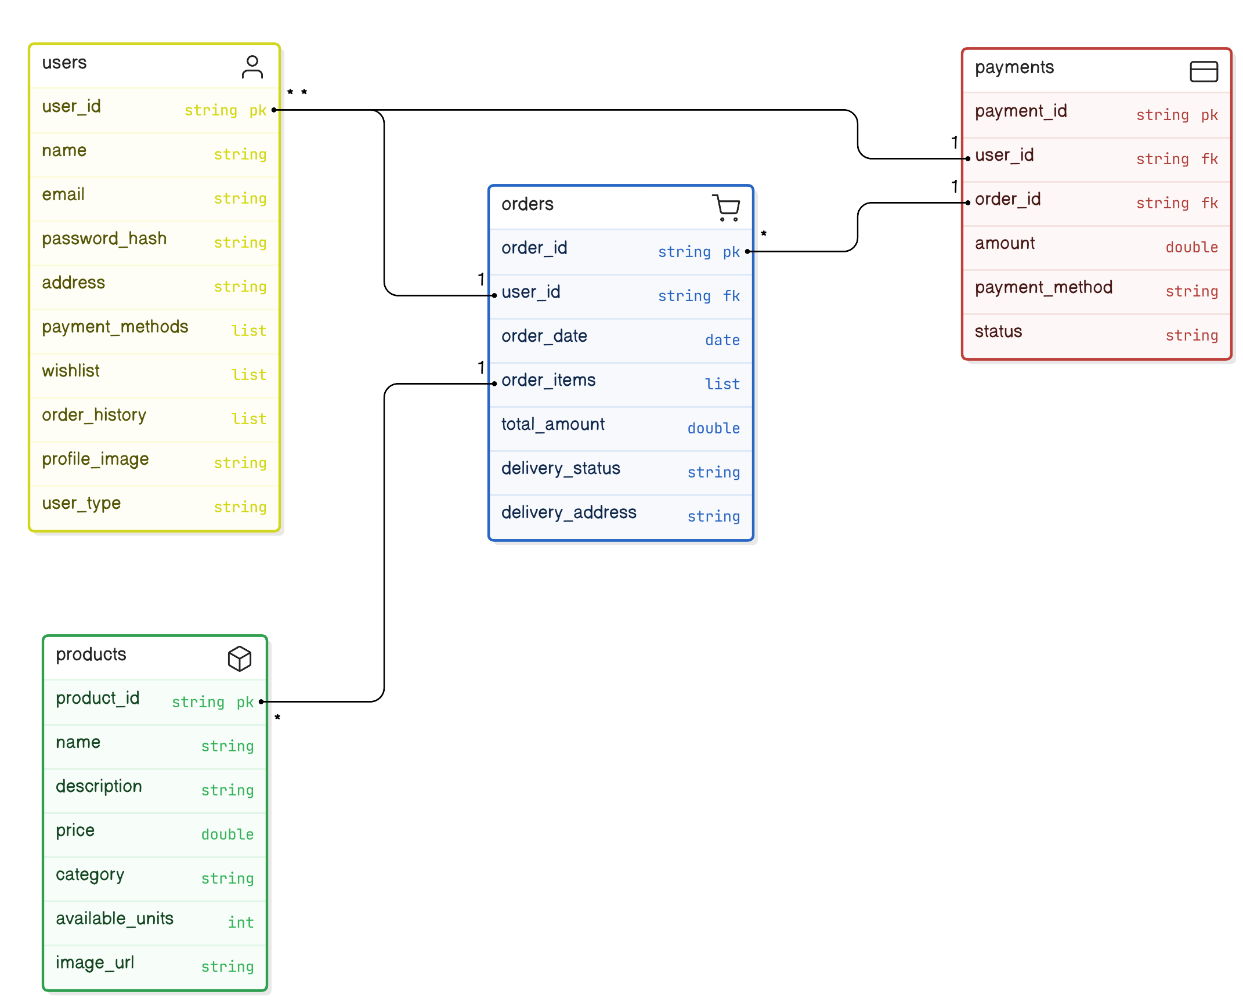 users
user_id string pk
name string
email string
password_hash string
address string
payment_methods list
wishlist list
order_history list
profile_image string
user_type string
* *
1
1
orders
order_id string pk
user_id string fk
order_date date
order_items list
total_amount double
delivery_status string
delivery_address string
*
1
1
payments
payment_id string pk
user_id string fk
order_id string fk
amount double
payment_method string
status string
products
product_id string pk
name string
description string
price double
category string
available_units int
image_url string
*